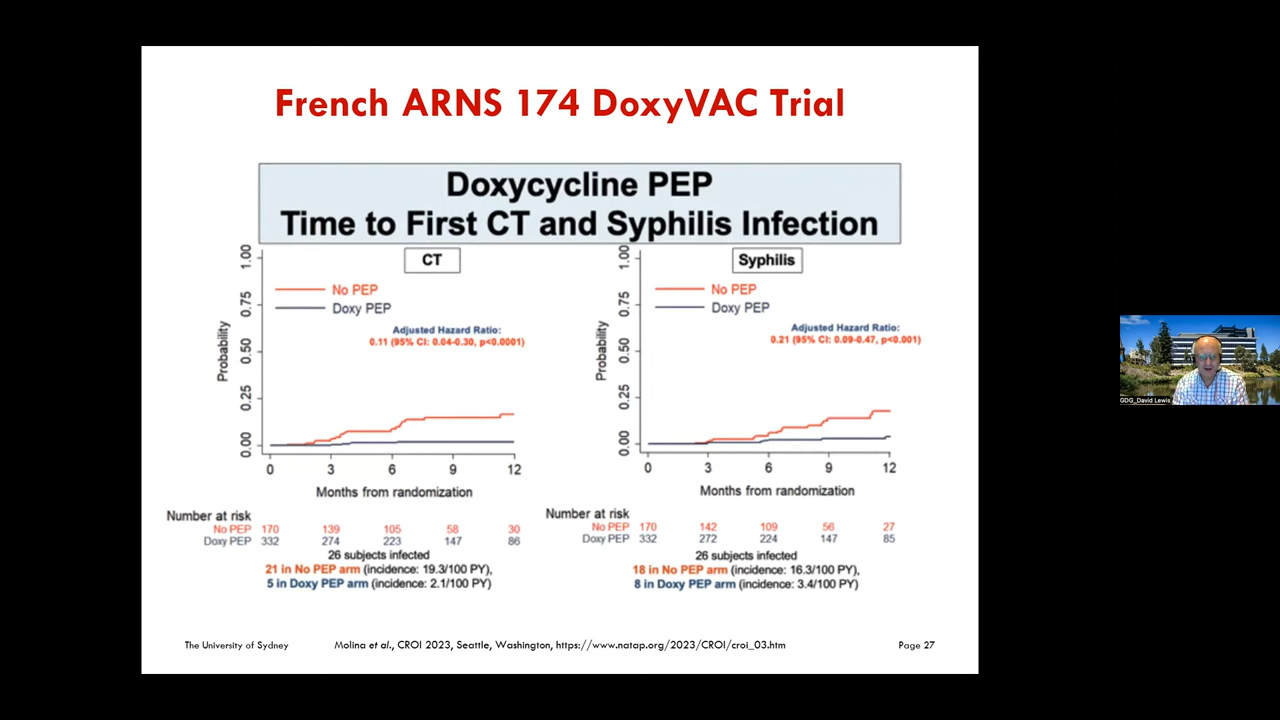 French ARNS 174 DoxyVAC Trial
Doxycycline PEP
Time to First CT and Syphilis Infection
CT
No PEP
Doxy PEP
Adjusted Hazard Ratio:
0.11 (95% CI: 0.04-0.30, p<0.0001)
Probability
1.00
0.75
0.50
0.25
0.00
0 3 6 9 12
Months from randomization
Number at risk
No PEP 170 139 105 58 30
Doxy PEP 332 274 223 147 86
26 subjects infected
21 in No PEP arm (incidence: 19.3/100 PY),
5 in Doxy PEP arm (incidence: 2.1/100 PY)
Syphilis
No PEP
Doxy PEP
Adjusted Hazard Ratio:
0.21 (95% CI: 0.09-0.47, p<0.001)
Probability
1.00
0.75
0.50
0.25
0.00
0 3 6 9 12
Months from randomization
Number at risk
No PEP 170 142 109 56 27
Doxy PEP 332 272 224 147 85
26 subjects infected
18 in No PEP arm (incidence: 16.3/100 PY),
8 in Doxy PEP arm (incidence: 3.4/100 PY)
The University of Sydney
Molina et al., CROI 2023, Seattle, Washington, https://www.natap.org/2023/CROI/croi_03.htm
Page 27
GDG_David Lewis